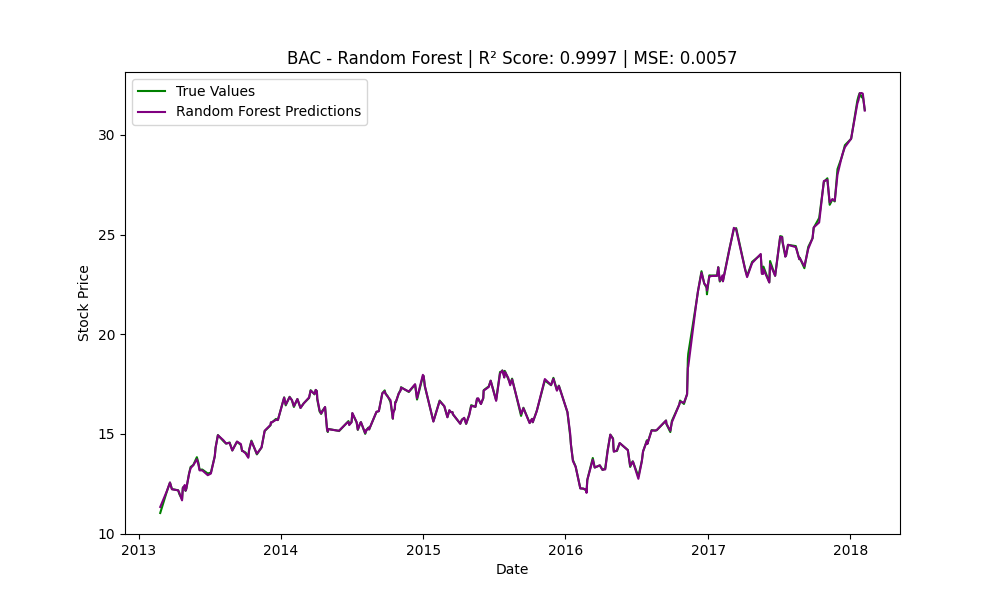 BAC - Random Forest | R² Score: 0.9997 | MSE: 0.0057
True Values
Random Forest Predictions
Stock Price
30
25
20
15
10
2013
2014
2015
2016
2017
2018
Date